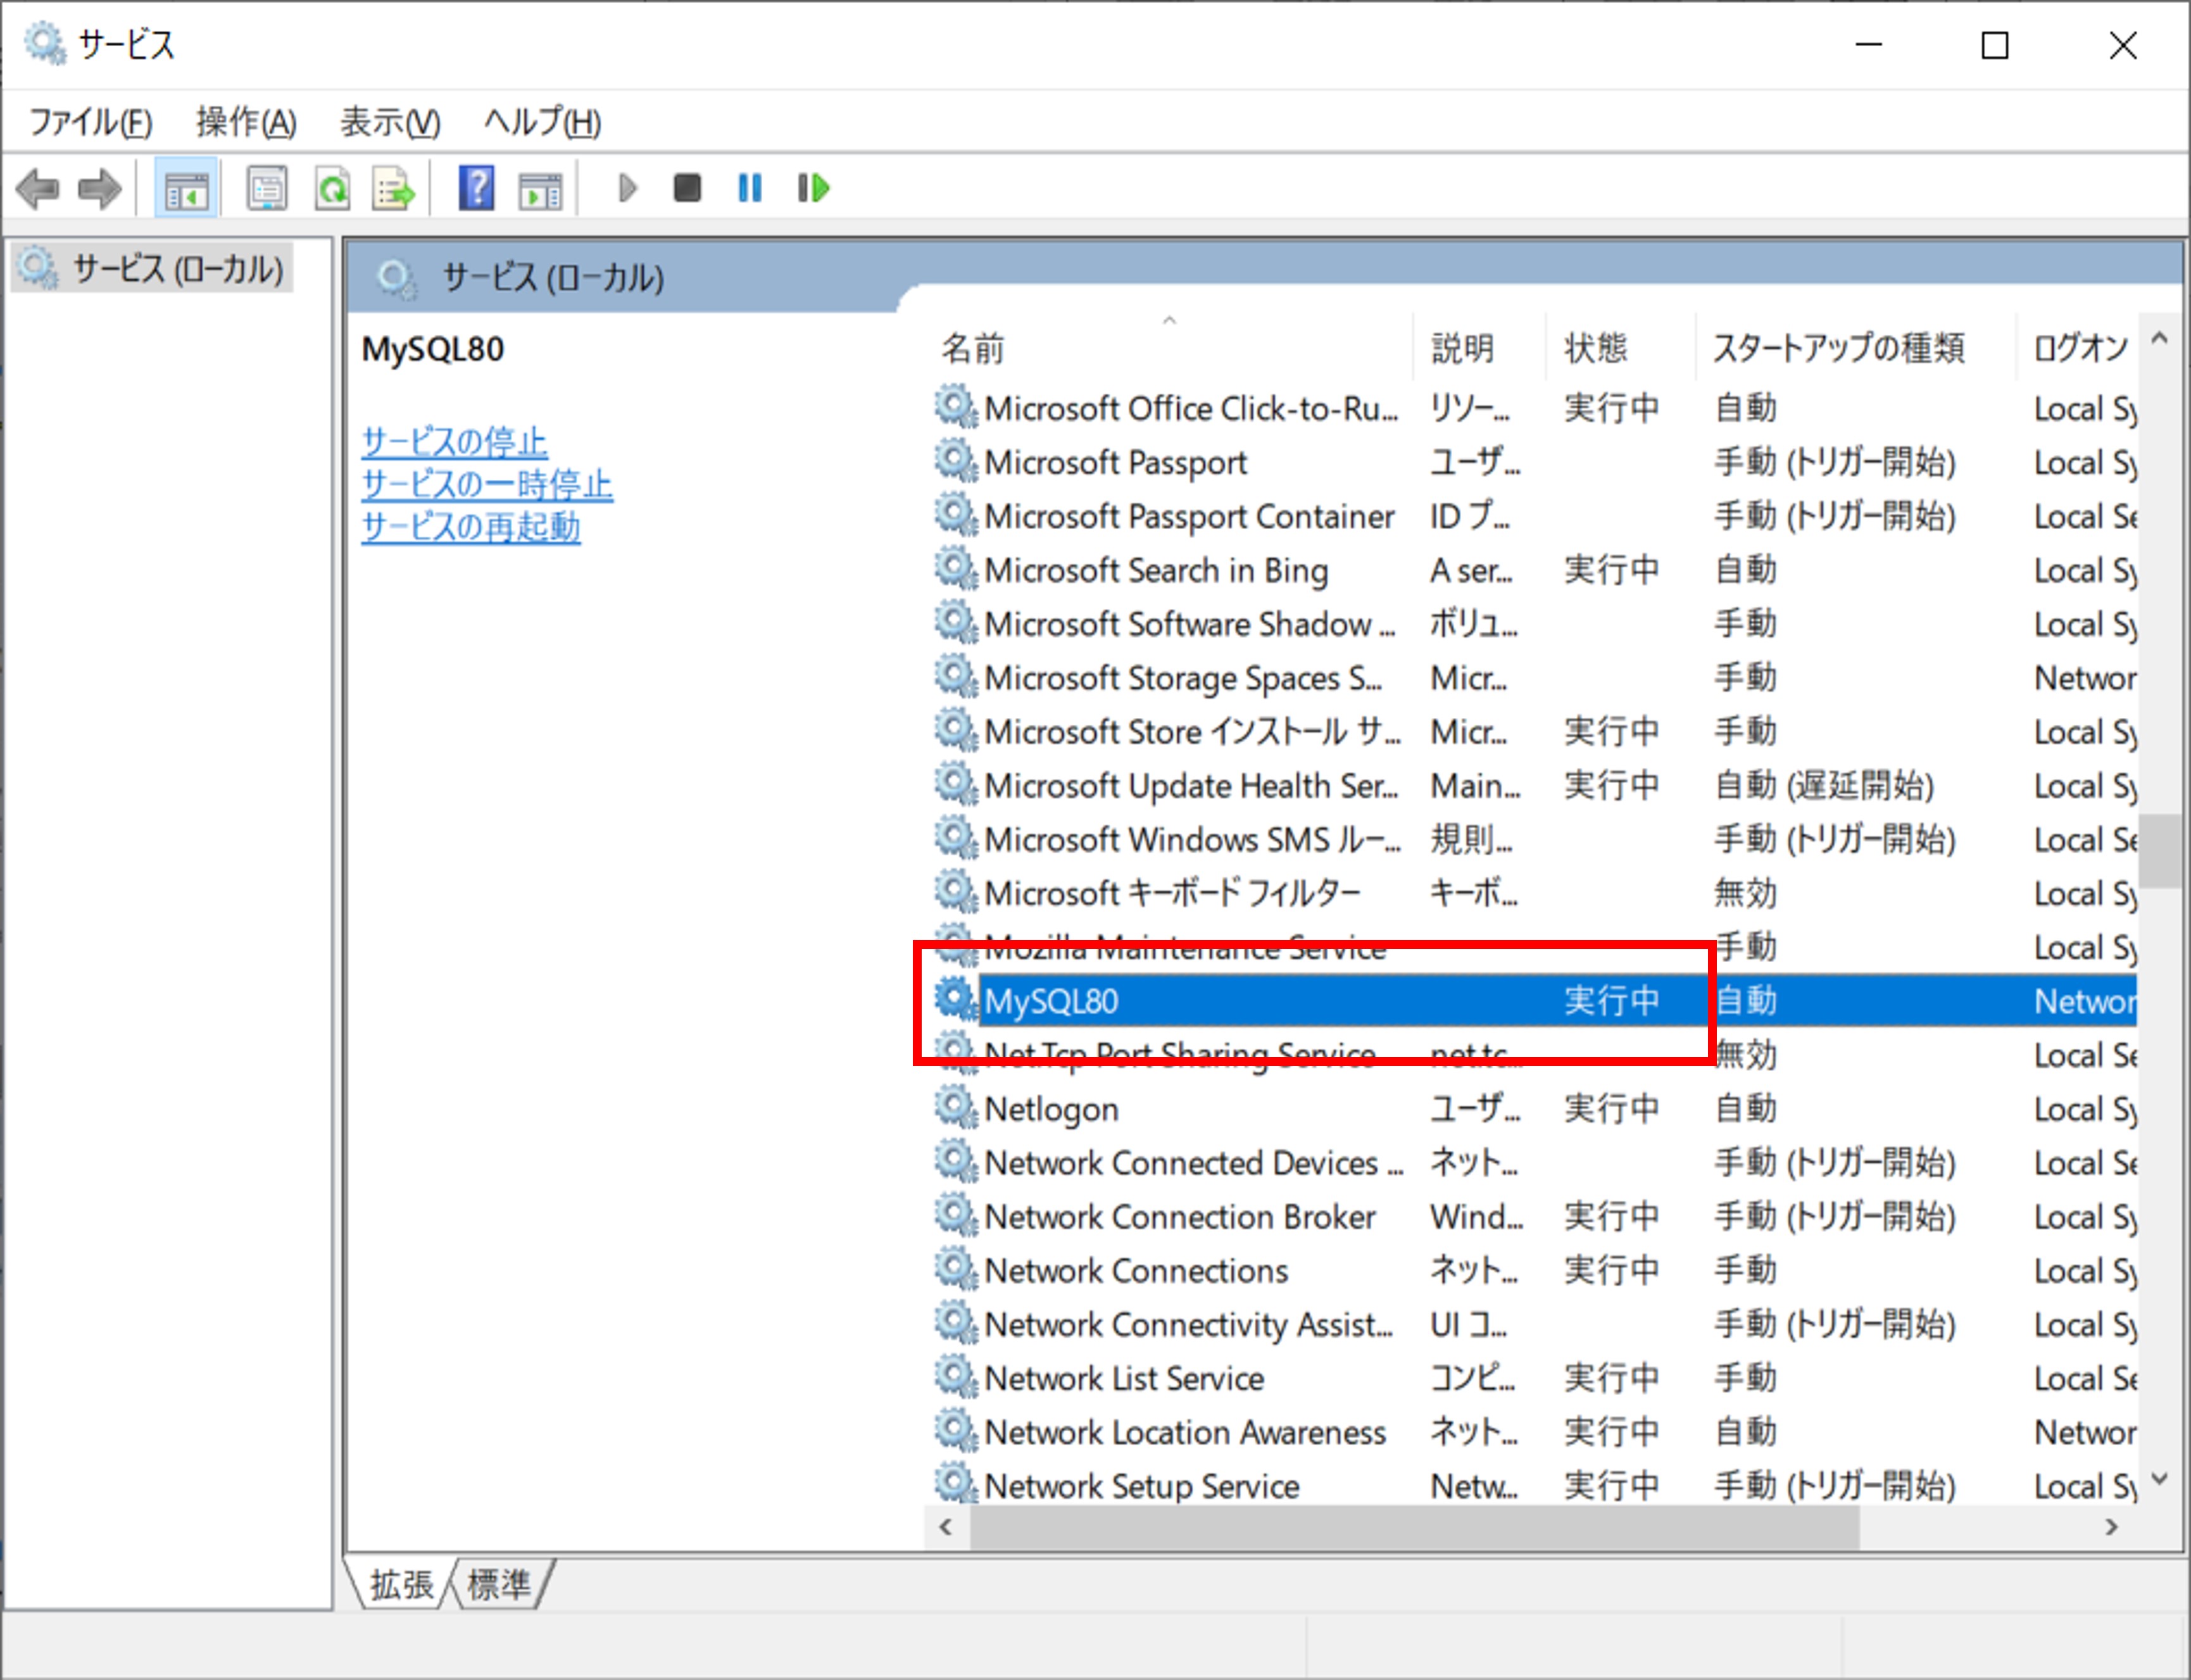 サービス
ファイル(F) 操作(A) 表示(V) ヘルプ(H)
サービス (ローカル)
サービス (ローカル)
MySQL80
サービスの停止
サービスの一時停止
サービスの再起動
名前 説明 状態 スタートアップの種類 ログオン
Microsoft Office Click-to-Ru... リソー... 実行中 自動 Local Sy
Microsoft Passport ユーザ... 手動 (トリガー開始) Local Sy
Microsoft Passport Container ID プ... 手動 (トリガー開始) Local Se
Microsoft Search in Bing A ser... 実行中 自動 Local Sy
Microsoft Software Shadow ... ボリュ... 手動 Local Sy
Microsoft Storage Spaces S... Micr... 手動 Networ
Microsoft Store インストール サ... Micr... 実行中 手動 Local Sy
Microsoft Update Health Ser... Main... 実行中 自動 (遅延開始) Local Sy
Microsoft Windows SMS ルー... 規則... 手動 (トリガー開始) Local Se
Microsoft キーボード フィルター キーボ... 無効 Local Sy
Mozilla Maintenance Service 手動 Local Sy
MySQL80 実行中 自動 Networ
Net.Tcp Port Sharing Service net.tc... 無効 Local Se
Netlogon ユーザ... 実行中 自動 Local Sy
Network Connected Devices ... ネット... 手動 (トリガー開始) Local Se
Network Connection Broker Wind... 実行中 手動 (トリガー開始) Local Sy
Network Connections ネット... 実行中 手動 Local Sy
Network Connectivity Assist... UI コ... 手動 (トリガー開始) Local Sy
Network List Service コンピ... 実行中 手動 Local Se
Network Location Awareness ネット... 実行中 自動 Networ
Network Setup Service Netw... 実行中 手動 (トリガー開始) Local Sy
拡張 標準